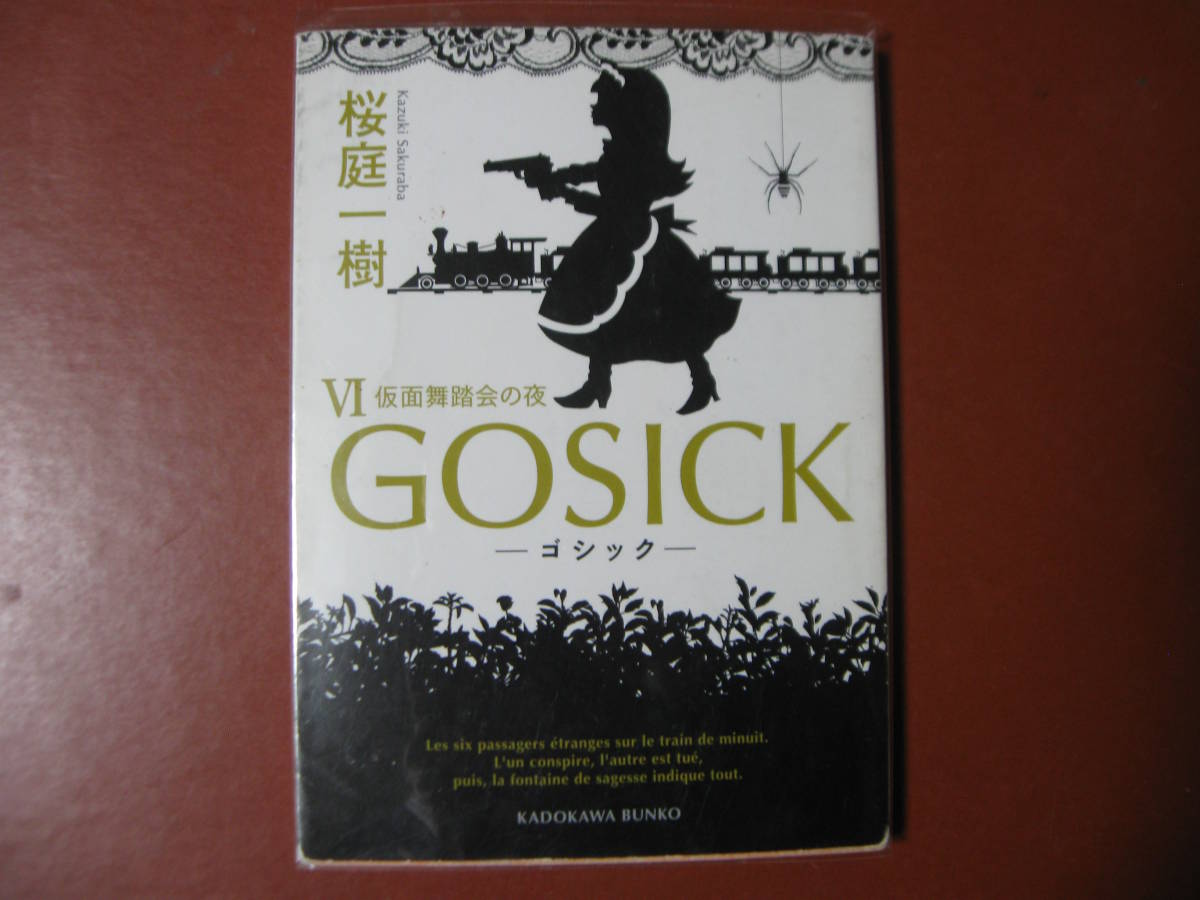 桜庭一樹
Kazuki Sakuraba
VI 仮面舞踏会の夜
GOSICK
—ゴシック—
Les six passagers étranges sur le train de minuit.
L'un conspire, l'autre est tué,
puis, la fontaine de sagesse indique tout.
KADOKAWA BUNKO